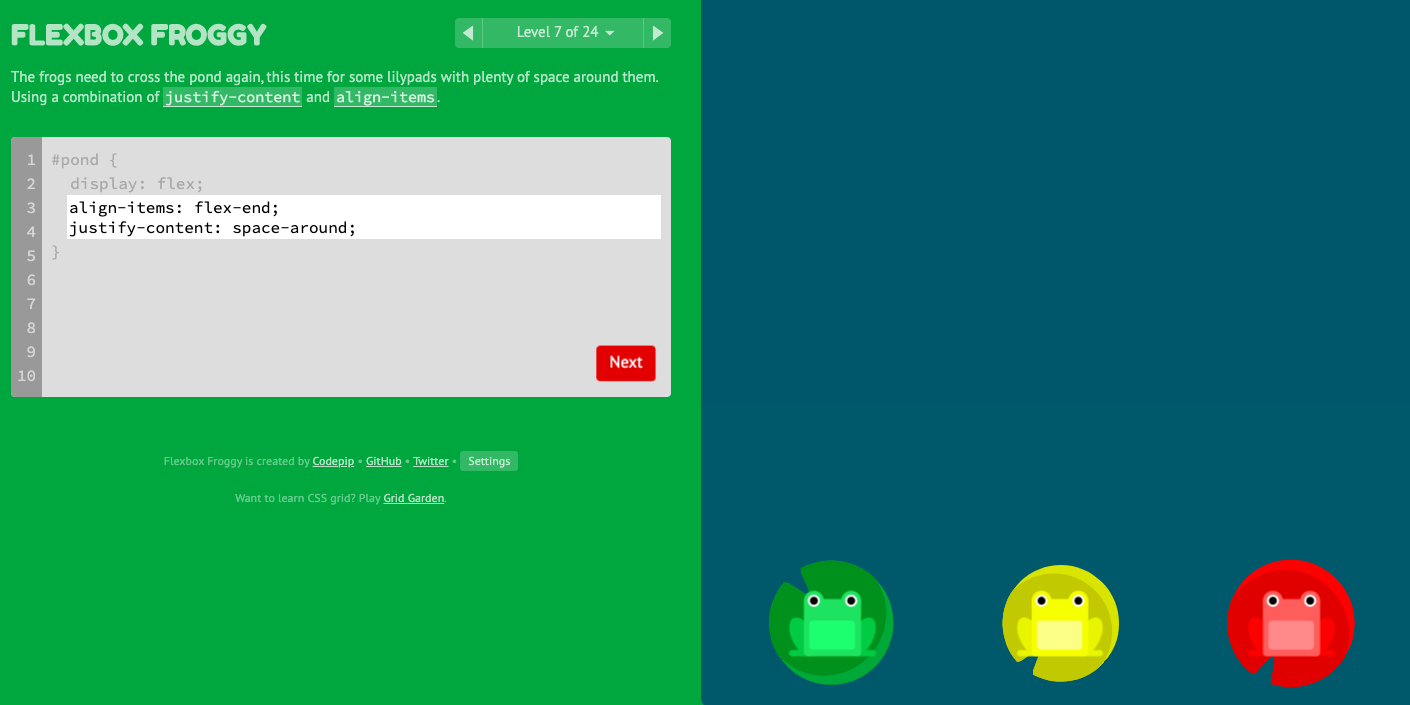 FLEXBOX FROGGY
Level 7 of 24
The frogs need to cross the pond again, this time for some lilypads with plenty of space around them.
Using a combination of justify-content and align-items.
1 #pond {
2 display: flex;
3 align-items: flex-end;
4 justify-content: space-around;
5 }
6
7
8
9
10
Next
Flexbox Froggy is created by Codepip • GitHub • Twitter • Settings
Want to learn CSS grid? Play Grid Garden.